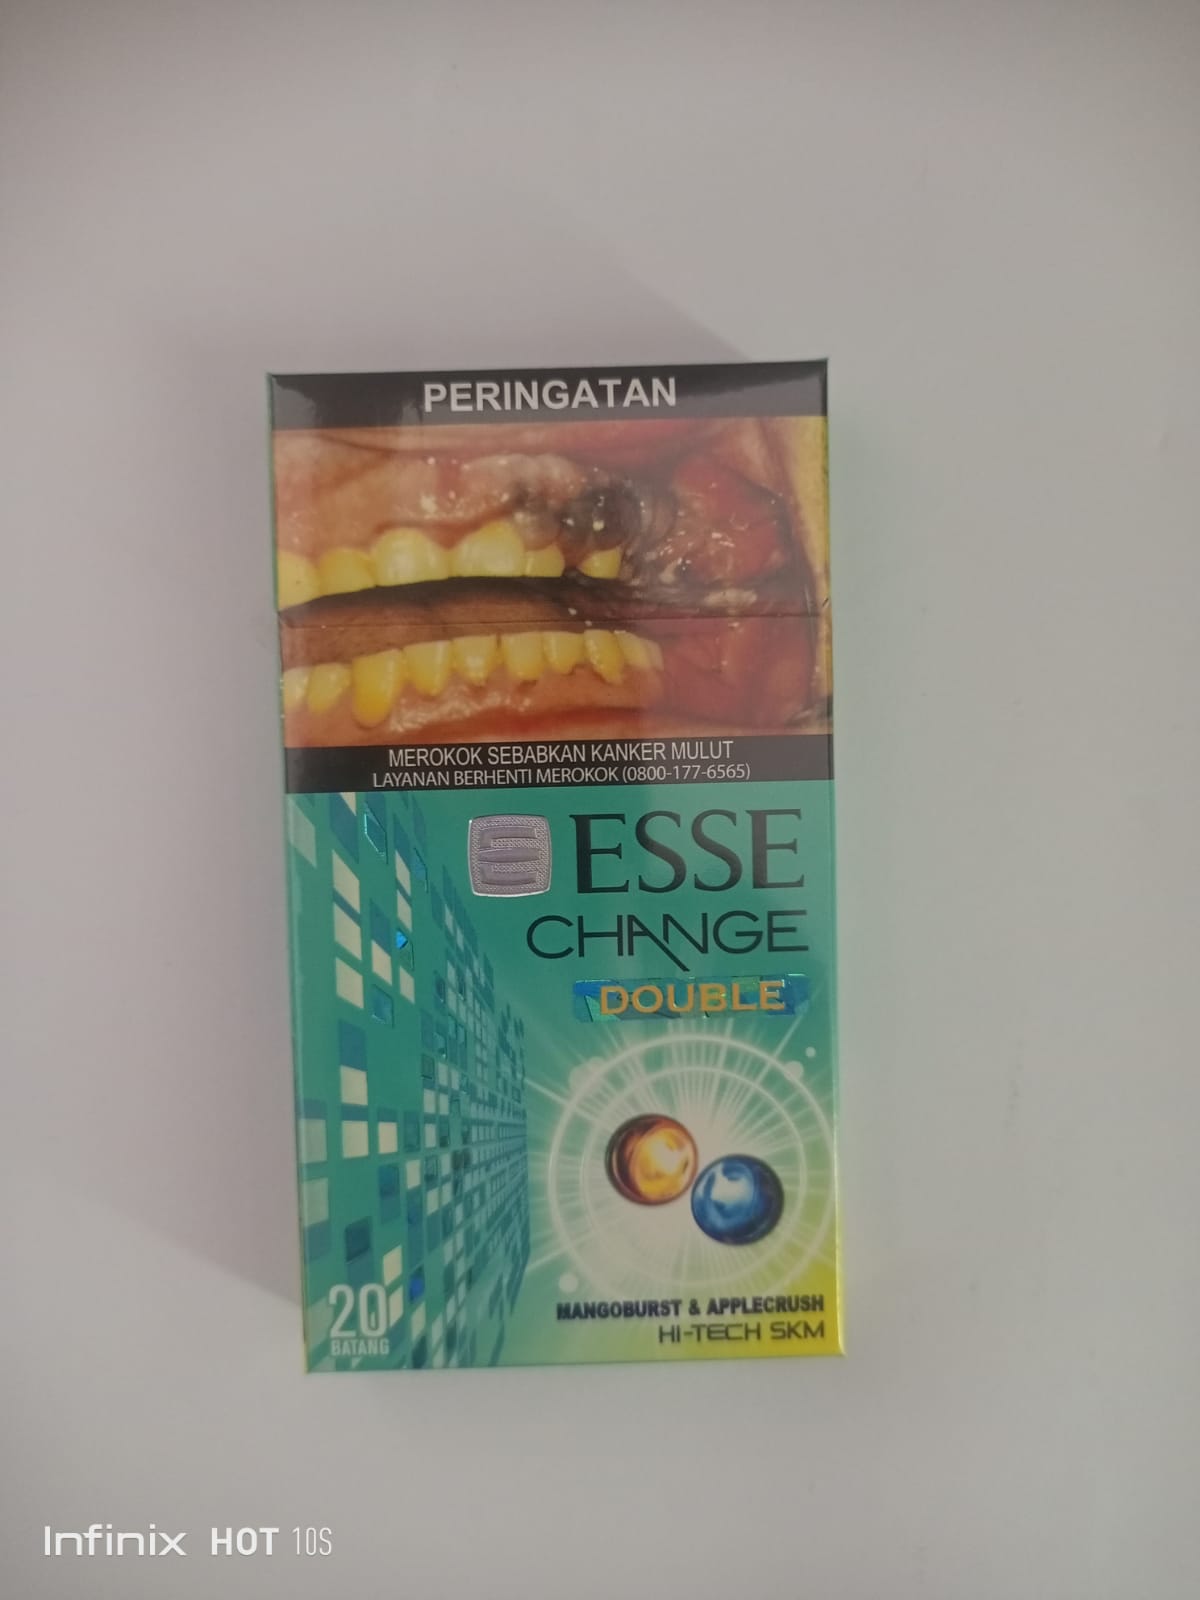 PERINGATAN
MEROKOK SEBABKAN KANKER MULUT
LAYANAN BERHENTI MEROKOK (0800-177-6565)
ESSE
CHANGE
DOUBLE
MANGOBURST & APPLECRUSH
HI-TECH SKM
20
BATANG
Infinix HOT 10S